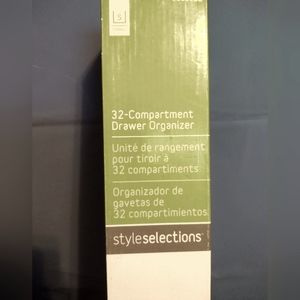 S
32-Compartment
Drawer Organizer
Unité de rangement
pour tiroir à
32 compartiments
Organizador de
gavetas de
32 compartimientos
styleselections